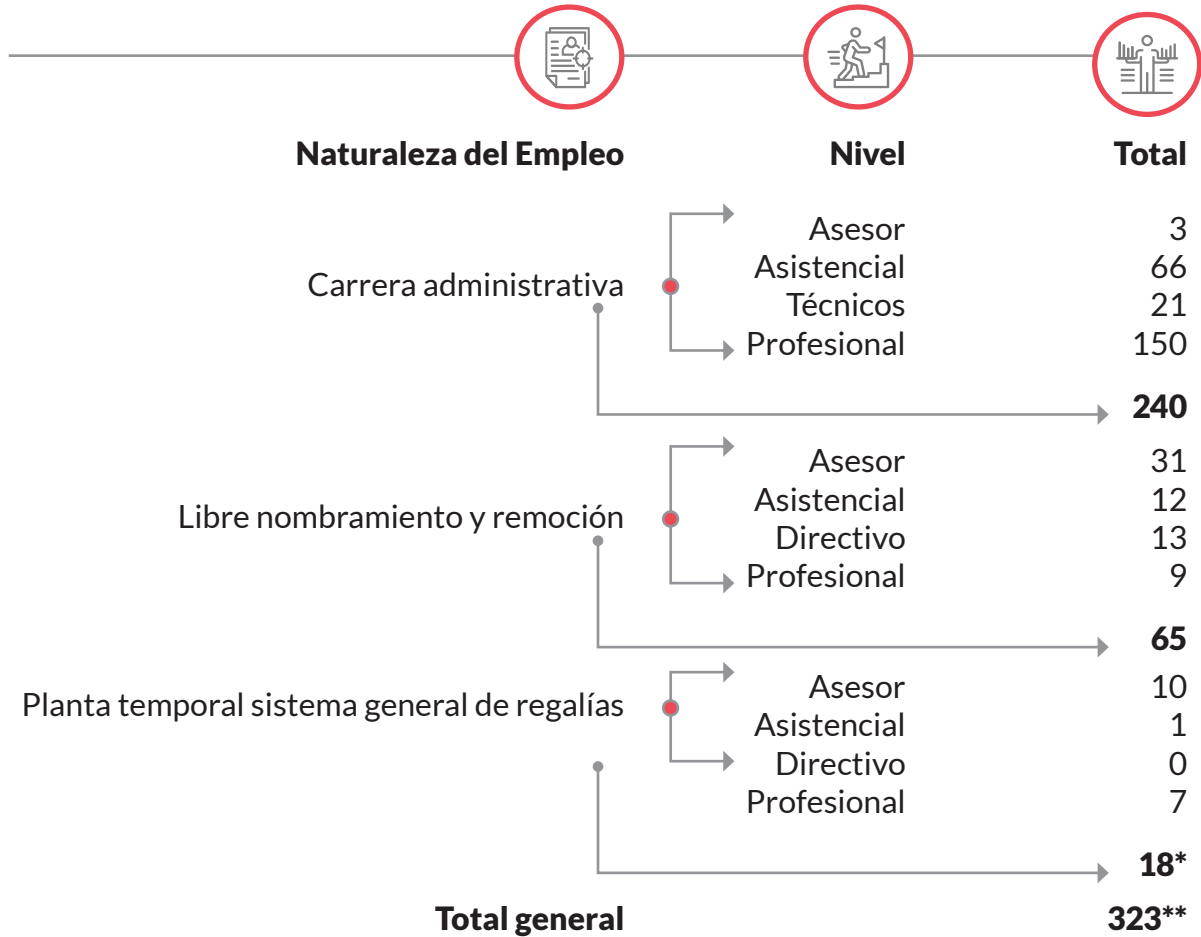 Naturaleza del Empleo Nivel Total
Asesor 3
Asistencial 66
Carrera administrativa
Técnicos 21
Profesional 150
240
Asesor 31
Asistencial 12
Libre nombramiento y remoción
Directivo 13
Profesional 9
65
Planta temporal sistema general de regalías
Asesor 10
Asistencial 1
Directivo 0
Profesional 7
18*
Total general 323**